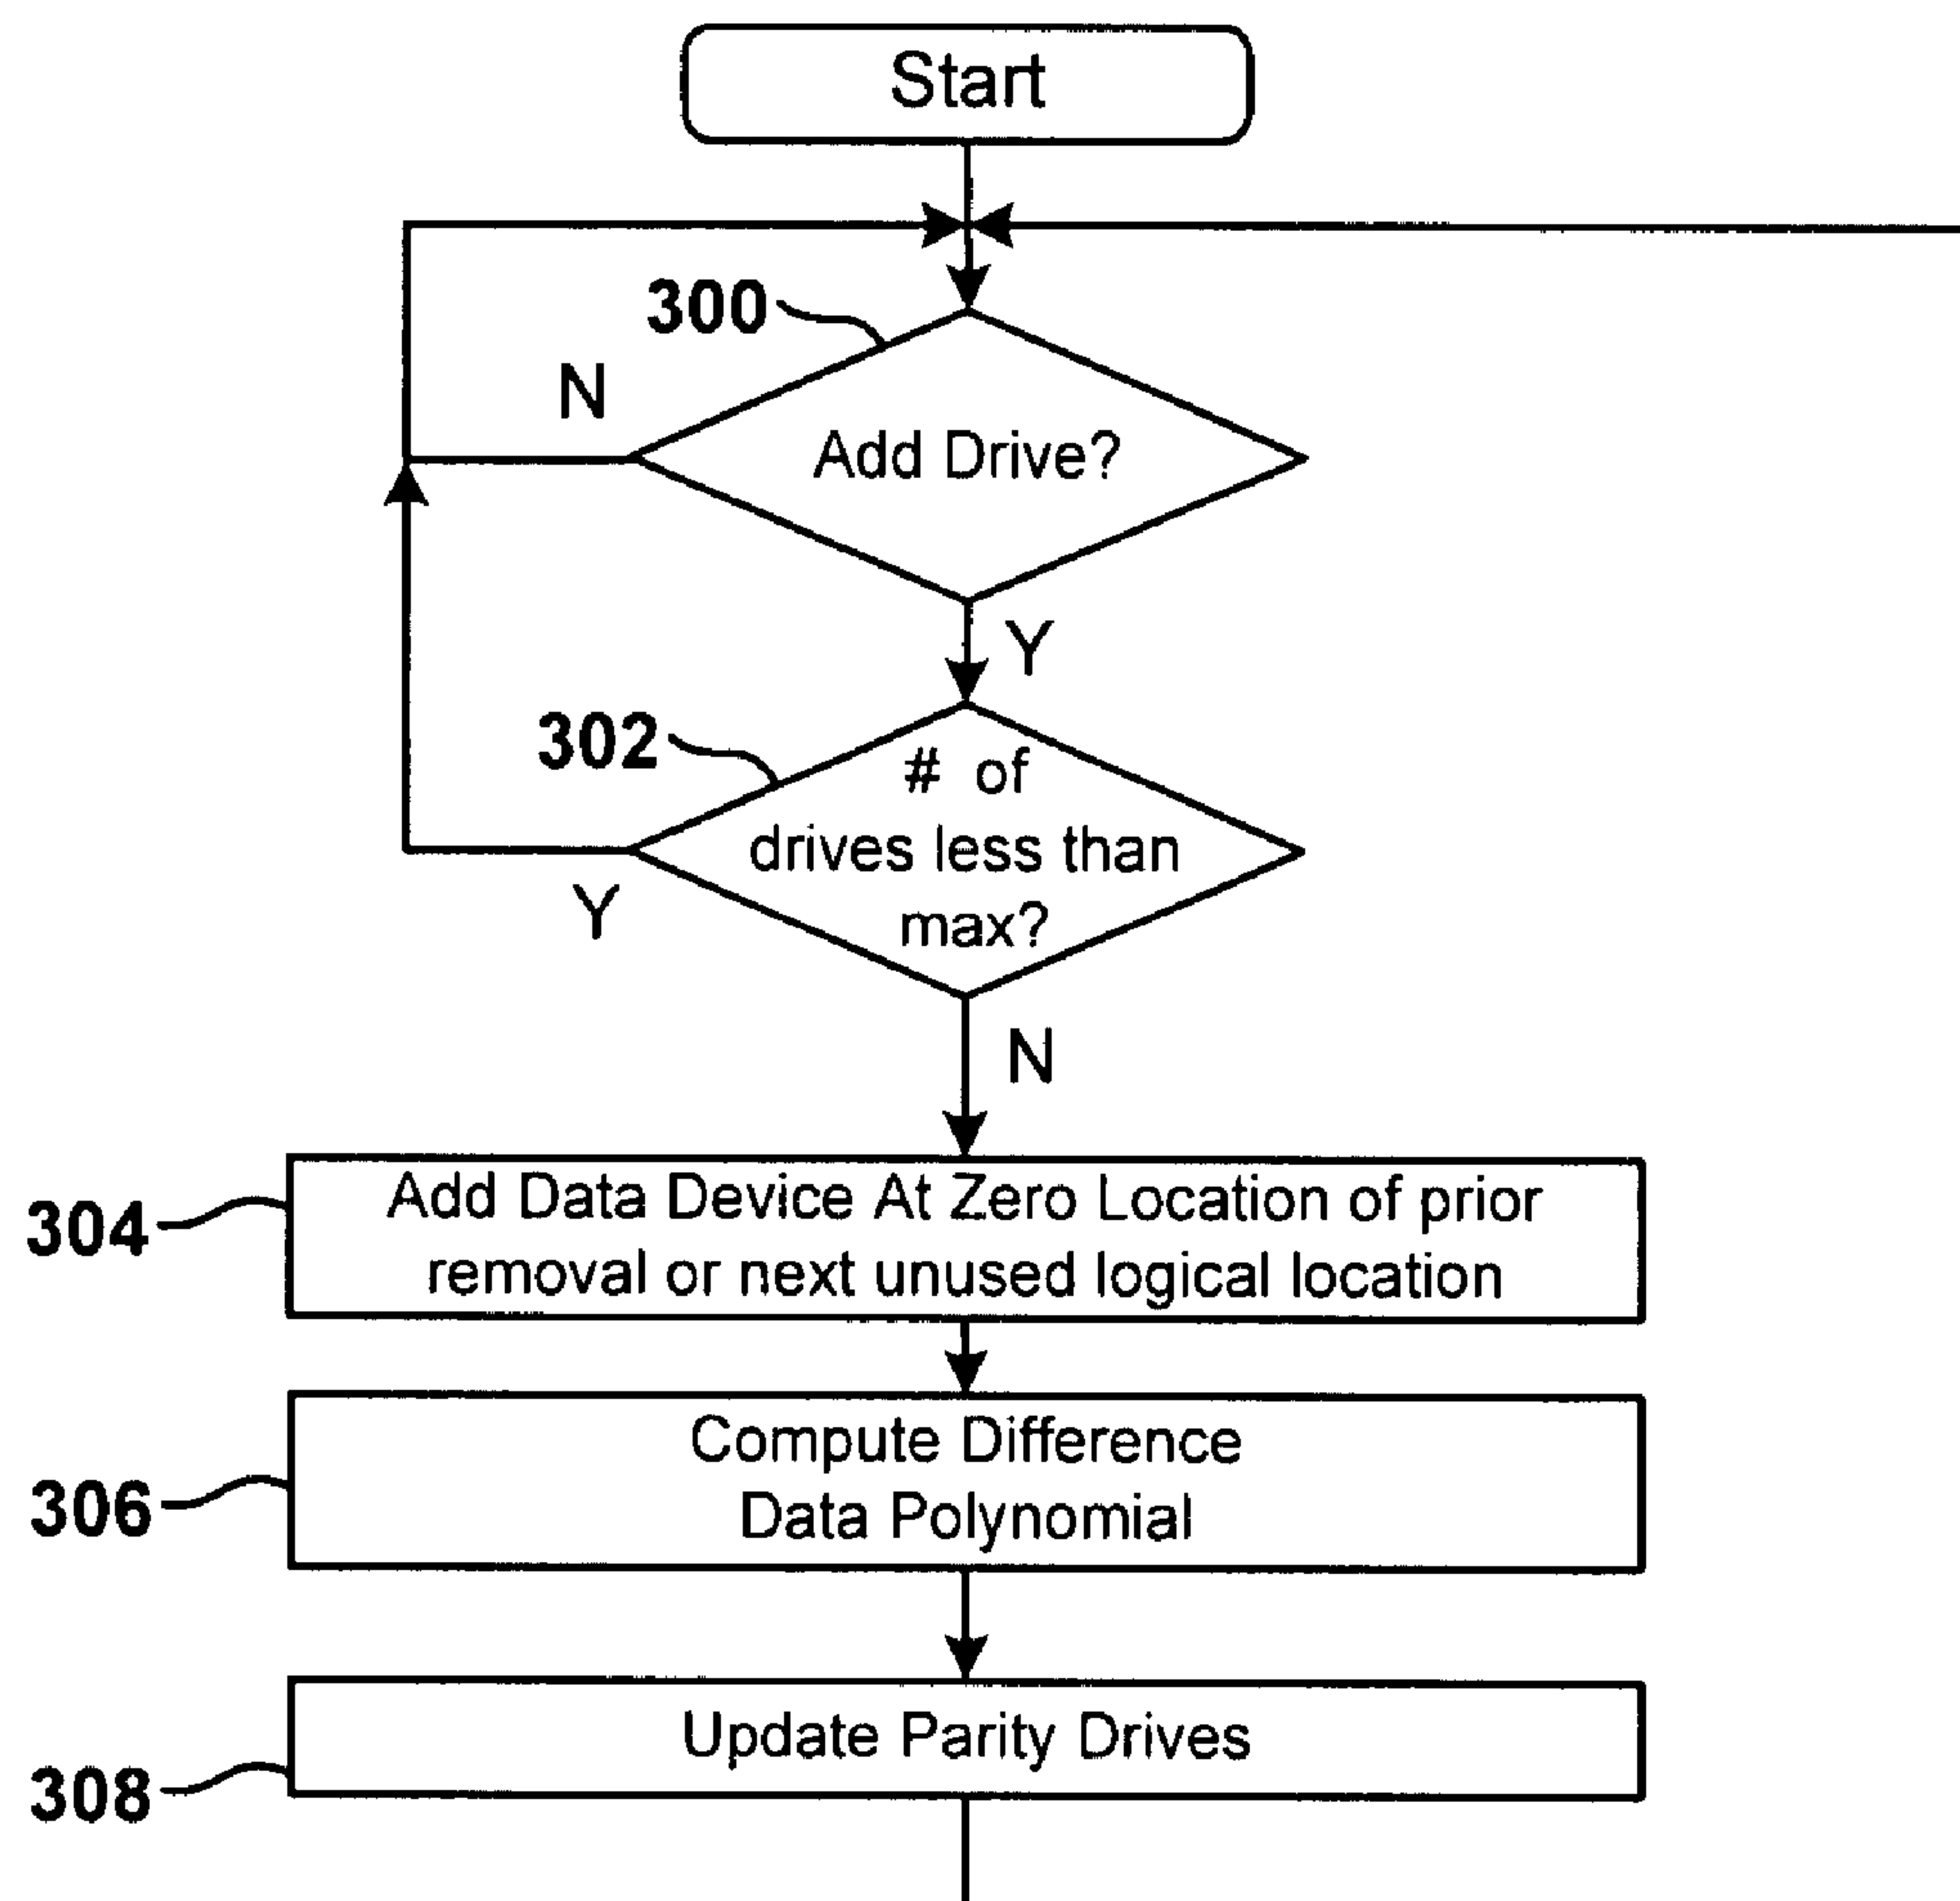 Start
300
N
Add Drive?
Y
302
# of
drives less than
max?
Y
N
304
Add Data Device At Zero Location of prior
removal or next unused logical location
306
Compute Difference
Data Polynomial
308
Update Parity Drives